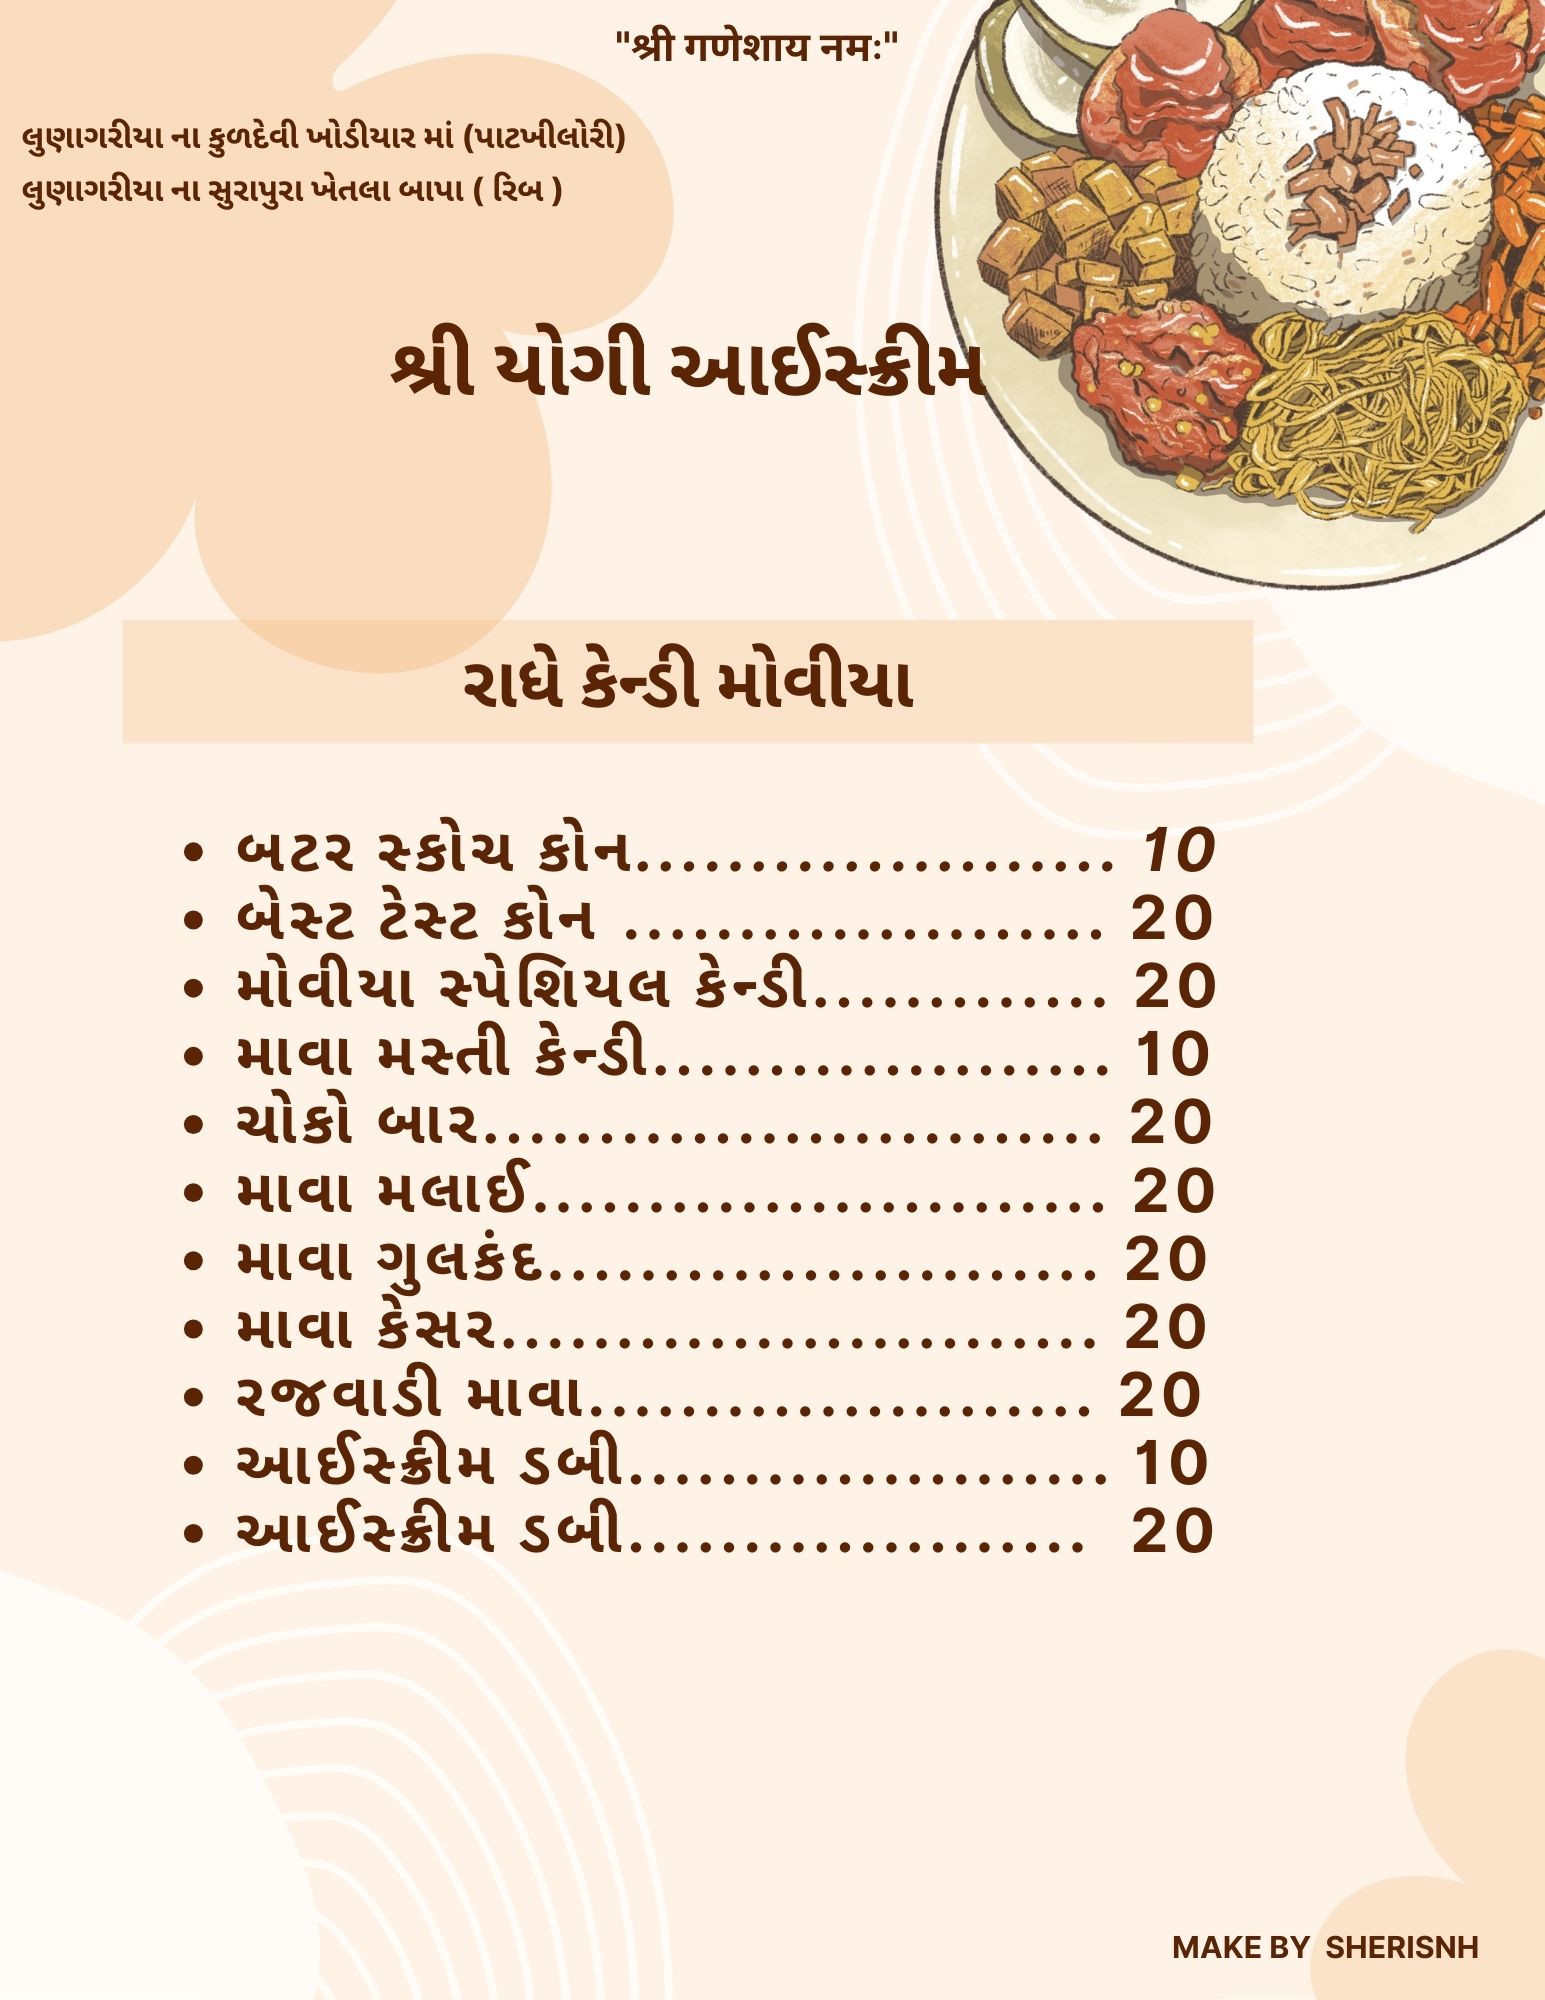 "श्री गणेशाय नमः"
લુણાગરીયા ના કુળદેવી ખોડીયાર માં (પાટખીલોરી)
લુણાગરીયા ના સુરાપુરા ખેતલા બાપા ( રિબ )
શ્રી યોગી આઈસ્ક્રીમ
રાધે કેન્ડી મોવીયા
• બટર સ્કોચ કોન..................... 10
• બેસ્ટ ટેસ્ટ કોન ..................... 20
• મોવીયા સ્પેશિયલ કેન્ડી............. 20
• માવા મસ્તી કેન્ડી.................... 10
• ચોકો બાર........................... 20
• માવા મલાઈ......................... 20
• માવા ગુલકંદ........................ 20
• માવા કેસર.......................... 20
• રજવાડી માવા...................... 20
• આઈસ્ક્રીમ ડબી..................... 10
• આઈસ્ક્રીમ ડબી.................... 20
MAKE BY SHERISNH